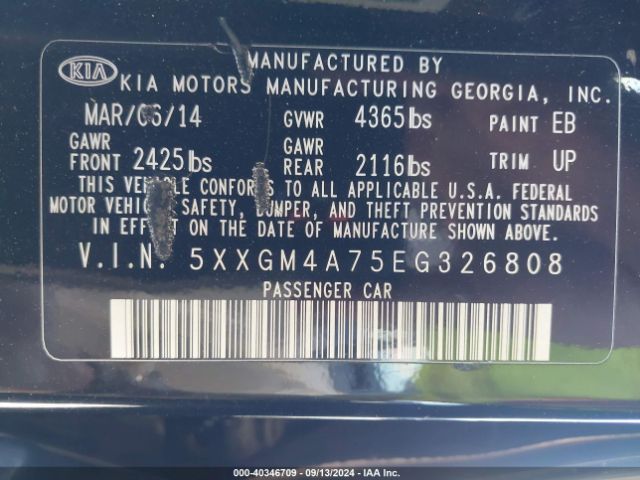 MANUFACTURED BY
KIA KIA MOTORS MANUFACTURING GEORGIA, INC.
MAR/06/14 GVWR 4365lbs PAINT EB
GAWR FRONT 2425lbs GAWR REAR 2116lbs TRIM UP
THIS VEHICLE CONFORMS TO ALL APPLICABLE U.S.A. FEDERAL
MOTOR VEHICLE SAFETY, BUMPER, AND THEFT PREVENTION STANDARDS
IN EFFECT ON THE DATE OF MANUFACTURE SHOWN ABOVE.
V.I.N. 5XXGM4A75EG326808
PASSENGER CAR
© - 40346709 - 09/13/2024 - IAA Inc.